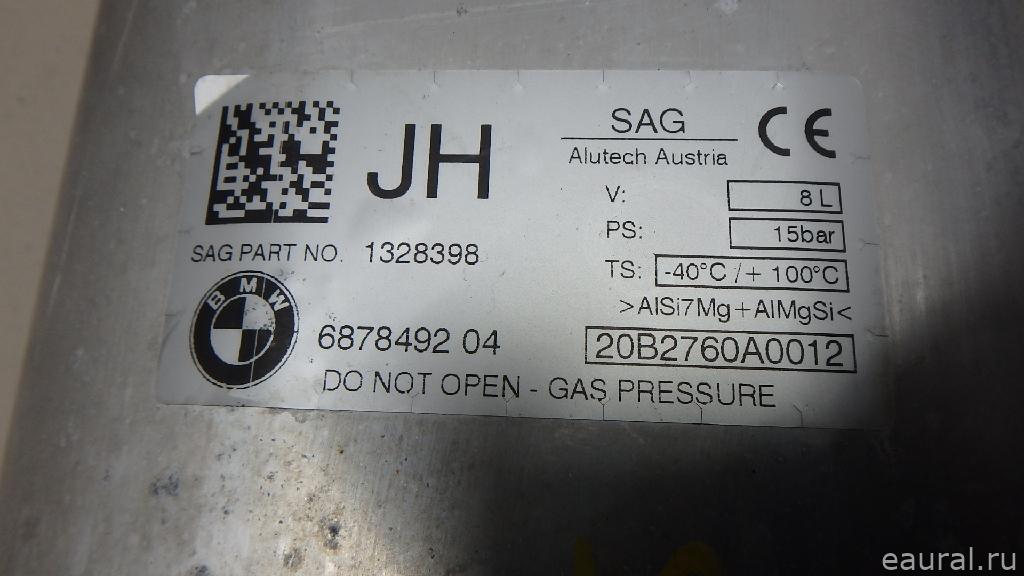 JH
SAG
Alutech Austria
CE
V: 8 L
PS: 15bar
TS: -40°C / + 100°C
>AlSi7Mg+AlMgSi<
SAG PART NO. 1328398
BMW
6878492 04
20B2760A0012
DO NOT OPEN - GAS PRESSURE
eaural.ru